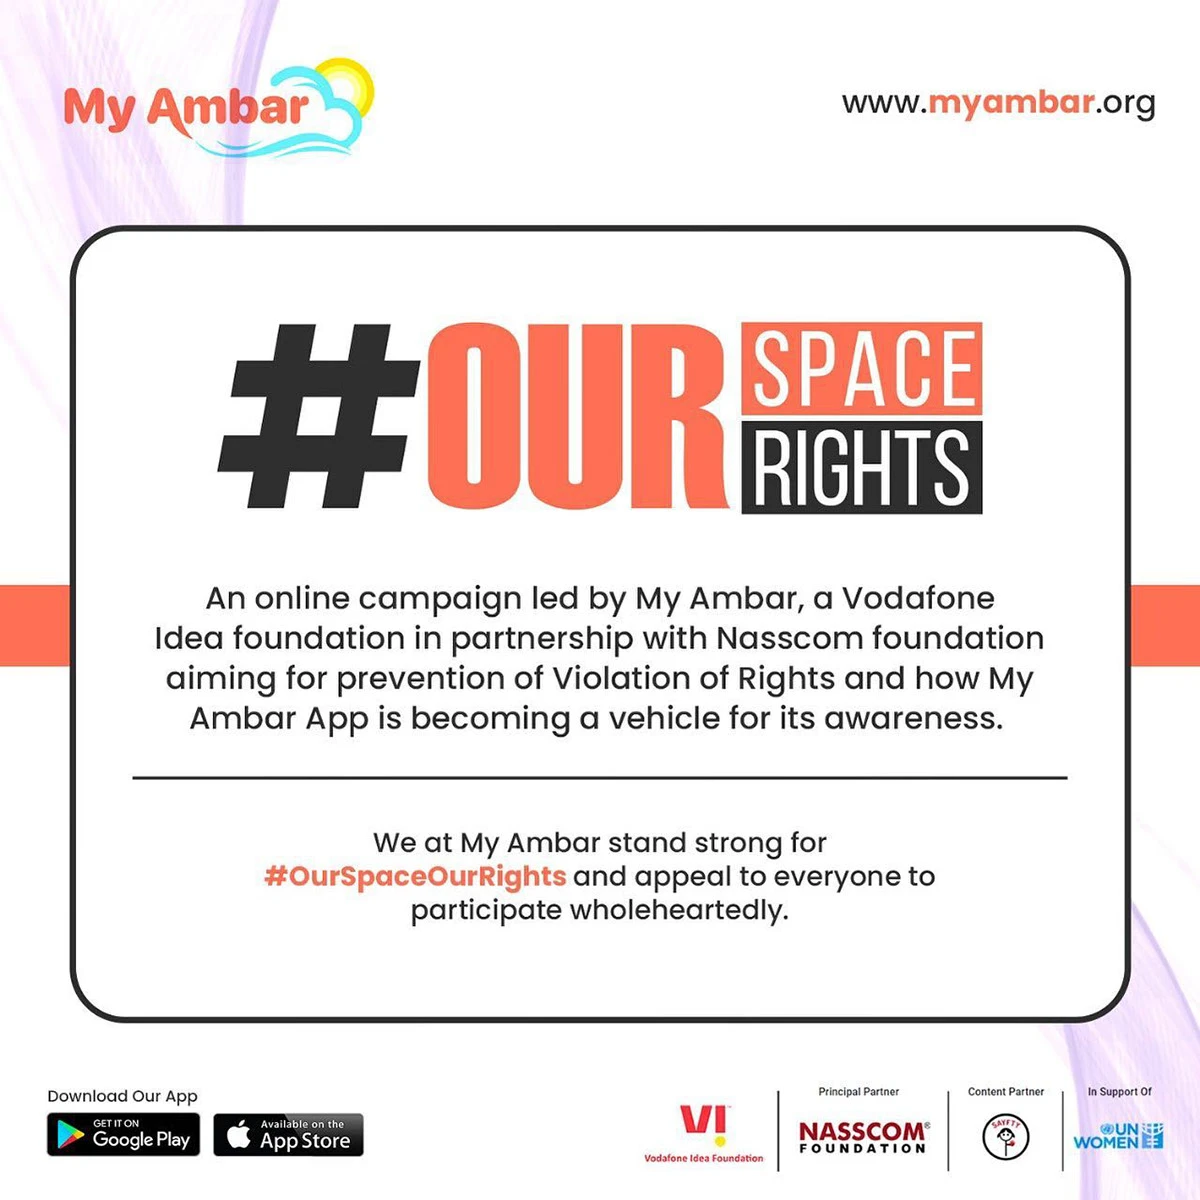 My Ambar
www.myambar.org
#OUR SPACE
RIGHTS
An online campaign led by My Ambar, a Vodafone
Idea foundation in partnership with Nasscom foundation
aiming for prevention of Violation of Rights and how My
Ambar App is becoming a vehicle for its awareness.
We at My Ambar stand strong for
#OurSpaceOurRights and appeal to everyone to
participate wholeheartedly.
Download Our App
GET IT ON
Google Play
Available on the
App Store
VI
Vodafone Idea Foundation
Principal Partner
NASSCOM®
FOUNDATION
Content Partner
SAYFTY
In Support Of
UN
WOMEN